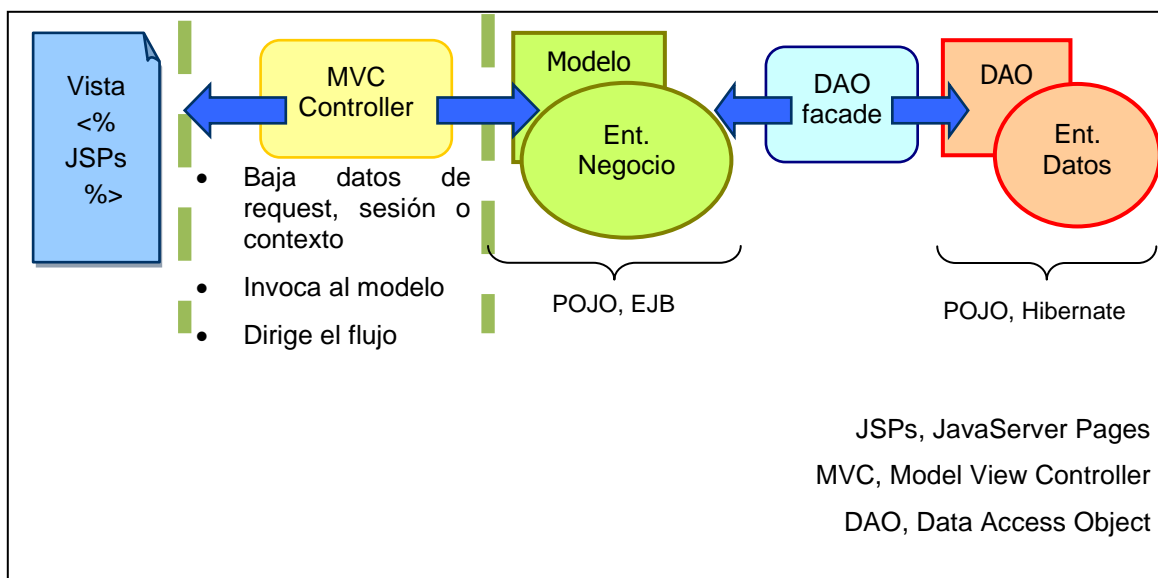 Vista
<%
JSPs
%>
MVC
Controller
• Baja datos de
request, sesión o
contexto
• Invoca al modelo
• Dirige el flujo
Modelo
Ent.
Negocio
POJO, EJB
DAO
facade
DAO
Ent.
Datos
POJO, Hibernate
JSPs, JavaServer Pages
MVC, Model View Controller
DAO, Data Access Object